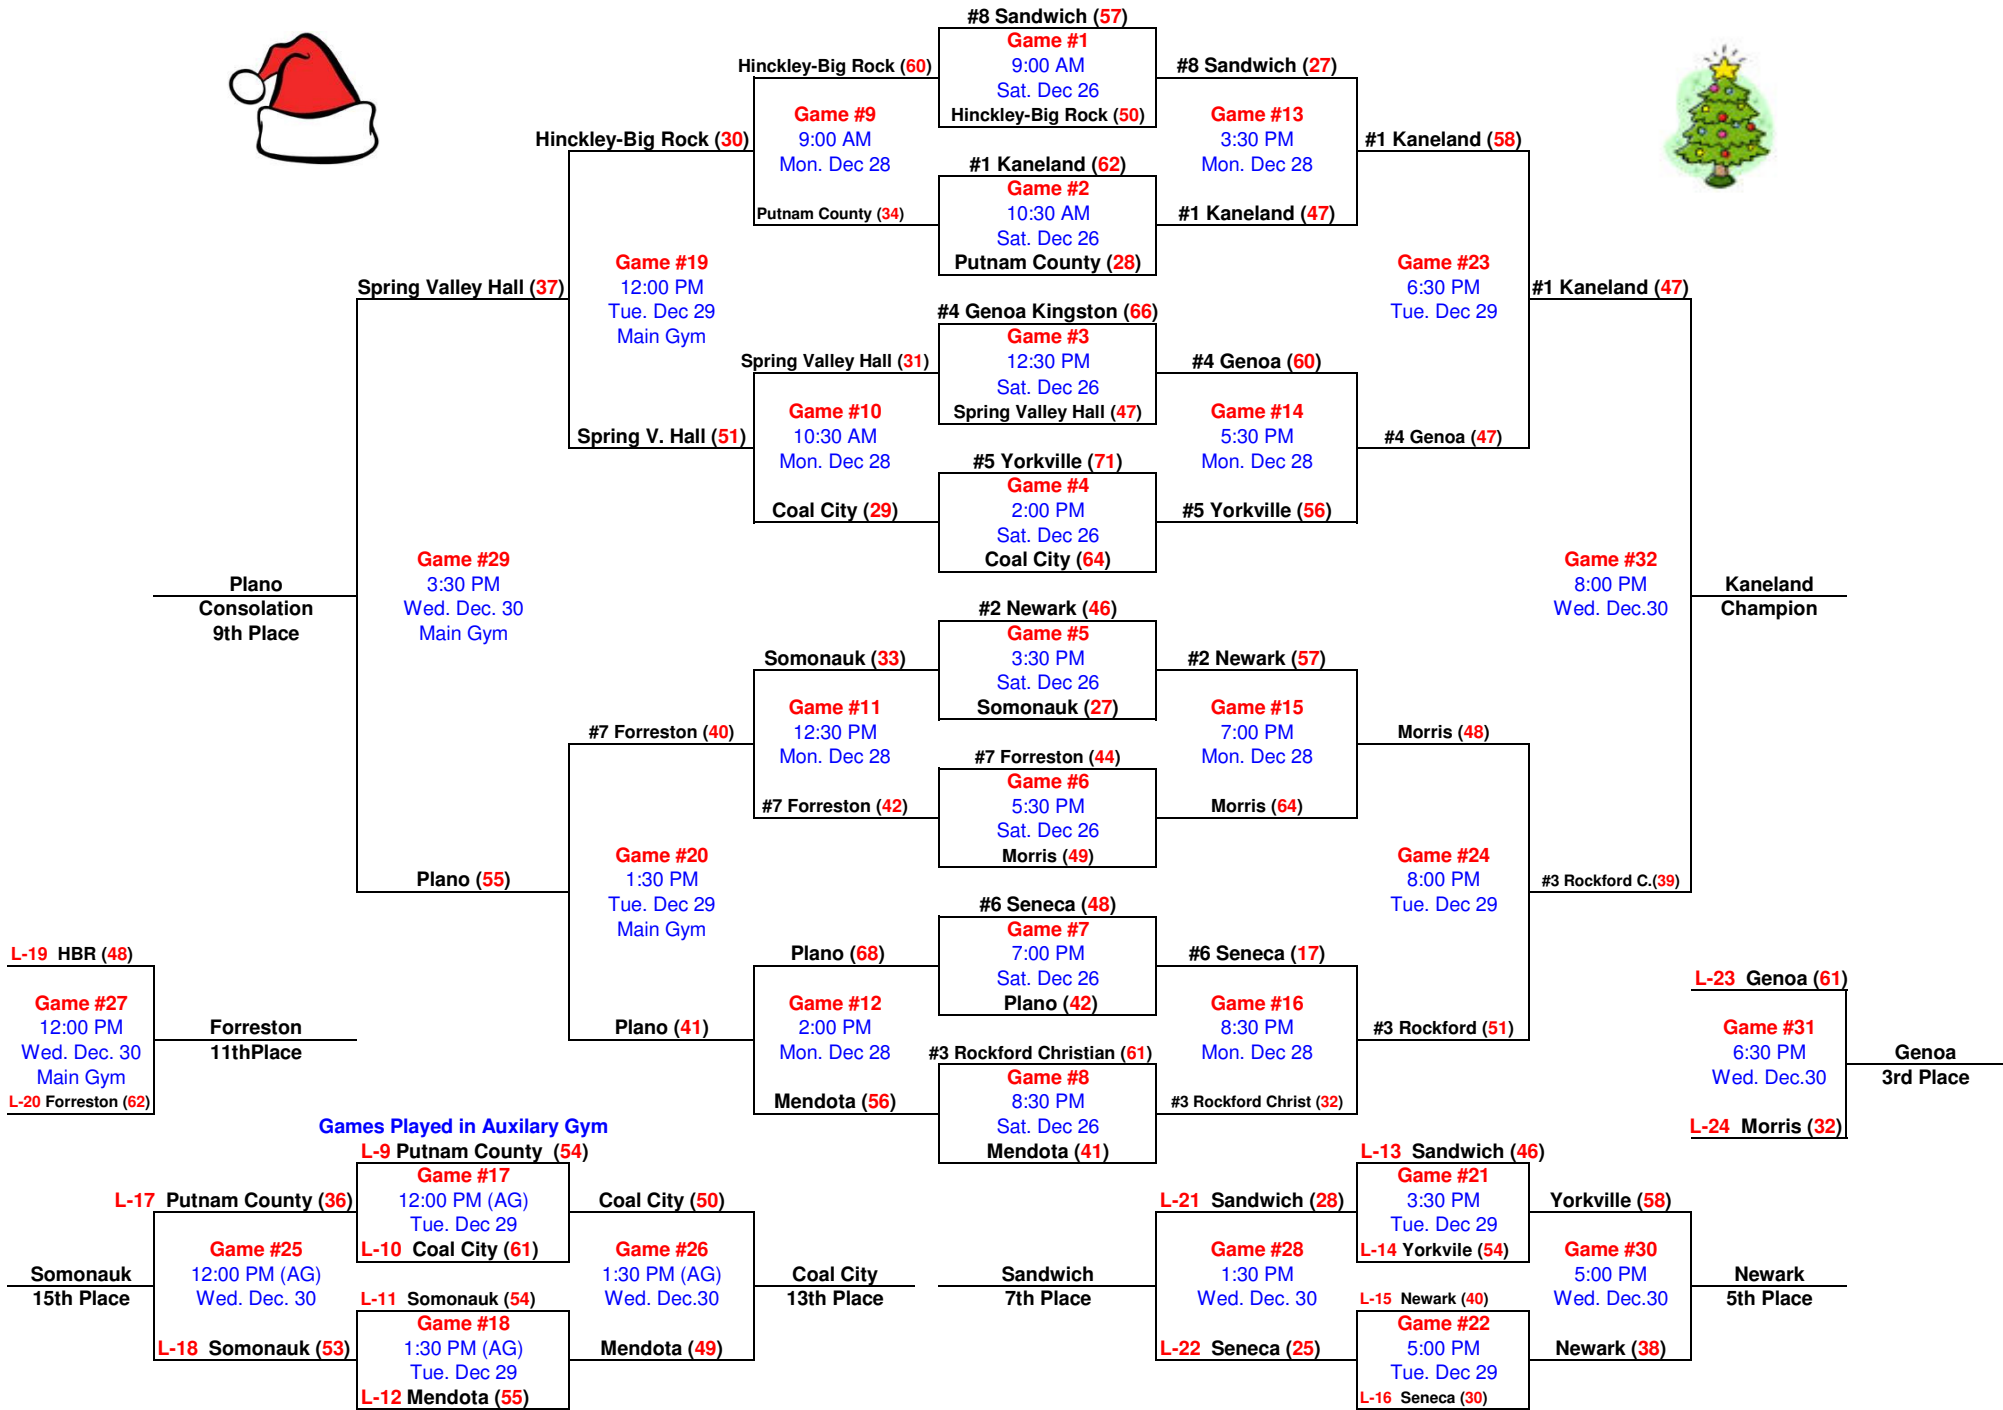 #8 Sandwich (57)
Game #1
9:00 AM
Sat. Dec 26
Hinckley-Big Rock (50)
Hinckley-Big Rock (60)
Game #9
9:00 AM
Mon. Dec 28
Putnam County (34)
#1 Kaneland (62)
Game #2
10:30 AM
Sat. Dec 26
Putnam County (28)
#8 Sandwich (27)
Game #13
3:30 PM
Mon. Dec 28
#1 Kaneland (47)
Hinckley-Big Rock (30)
Game #19
12:00 PM
Tue. Dec 29
Main Gym
Spring V. Hall (51)
#1 Kaneland (58)
Game #23
6:30 PM
Tue. Dec 29
#4 Genoa (47)
Spring Valley Hall (37)
#1 Kaneland (47)
#4 Genoa Kingston (66)
Game #3
12:30 PM
Sat. Dec 26
Spring Valley Hall (47)
Spring Valley Hall (31)
Game #10
10:30 AM
Mon. Dec 28
Coal City (29)
#4 Genoa (60)
Game #14
5:30 PM
Mon. Dec 28
#5 Yorkville (56)
#5 Yorkville (71)
Game #4
2:00 PM
Sat. Dec 26
Coal City (64)
Game #29
3:30 PM
Wed. Dec. 30
Main Gym
Plano
Consolation
9th Place
Game #32
8:00 PM
Wed. Dec.30
Kaneland
Champion
#2 Newark (46)
Game #5
3:30 PM
Sat. Dec 26
Somonauk (27)
Somonauk (33)
Game #11
12:30 PM
Mon. Dec 28
#7 Forreston (42)
#2 Newark (57)
Game #15
7:00 PM
Mon. Dec 28
Morris (64)
#7 Forreston (40)
Game #20
1:30 PM
Tue. Dec 29
Main Gym
Plano (41)
#7 Forreston (44)
Game #6
5:30 PM
Sat. Dec 26
Morris (49)
Morris (48)
Game #24
8:00 PM
Tue. Dec 29
#3 Rockford (51)
Plano (55)
#3 Rockford C.(39)
#6 Seneca (48)
Game #7
7:00 PM
Sat. Dec 26
Plano (42)
Plano (68)
Game #12
2:00 PM
Mon. Dec 28
Mendota (56)
#6 Seneca (17)
Game #16
8:30 PM
Mon. Dec 28
#3 Rockford Christ (32)
#3 Rockford Christian (61)
Game #8
8:30 PM
Sat. Dec 26
Mendota (41)
L-19 HBR (48)
Game #27
12:00 PM
Wed. Dec. 30
Main Gym
L-20 Forreston (62)
Forreston
11thPlace
L-23 Genoa (61)
Game #31
6:30 PM
Wed. Dec.30
L-24 Morris (32)
Genoa
3rd Place
Games Played in Auxilary Gym
L-9 Putnam County (54)
Game #17
12:00 PM (AG)
Tue. Dec 29
L-10 Coal City (61)
L-17 Putnam County (36)
Game #25
12:00 PM (AG)
Wed. Dec. 30
L-18 Somonauk (53)
Somonauk
15th Place
L-11 Somonauk (54)
Game #18
1:30 PM (AG)
Tue. Dec 29
L-12 Mendota (55)
Coal City (50)
Game #26
1:30 PM (AG)
Wed. Dec.30
Mendota (49)
Coal City
13th Place
L-13 Sandwich (46)
Game #21
3:30 PM
Tue. Dec 29
L-14 Yorkvile (54)
L-21 Sandwich (28)
Game #28
1:30 PM
Wed. Dec. 30
L-22 Seneca (25)
Sandwich
7th Place
L-15 Newark (40)
Game #22
5:00 PM
Tue. Dec 29
L-16 Seneca (30)
Yorkville (58)
Game #30
5:00 PM
Wed. Dec.30
Newark (38)
Newark
5th Place